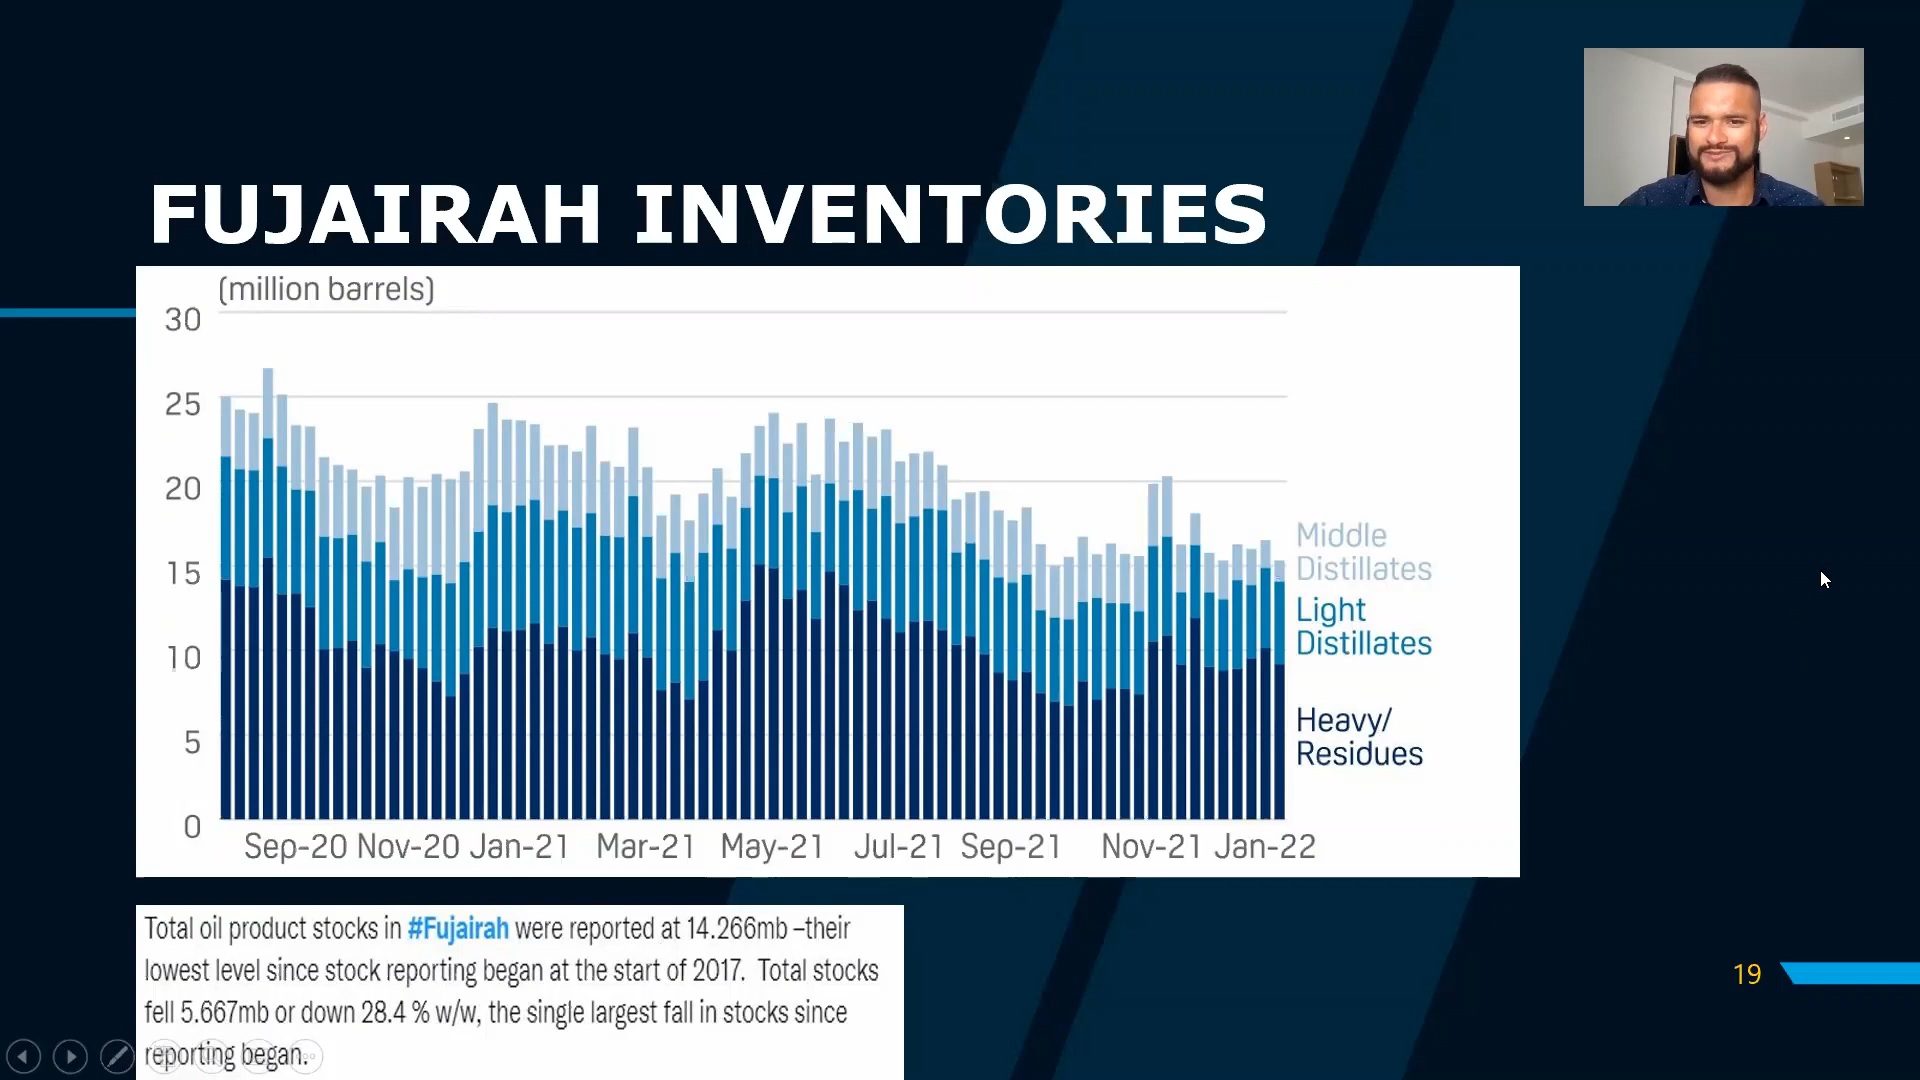 FUJAIRAH INVENTORIES
(million barrels)
30
25
20
15
10
5
0
Middle
Distillates
Light
Distillates
Heavy/
Residues
Sep-20 Nov-20 Jan-21 Mar-21 May-21 Jul-21 Sep-21 Nov-21 Jan-22
Total oil product stocks in #Fujairah were reported at 14.266mb –their
lowest level since stock reporting began at the start of 2017. Total stocks
fell 5.667mb or down 28.4 % w/w, the single largest fall in stocks since
reporting began.
19